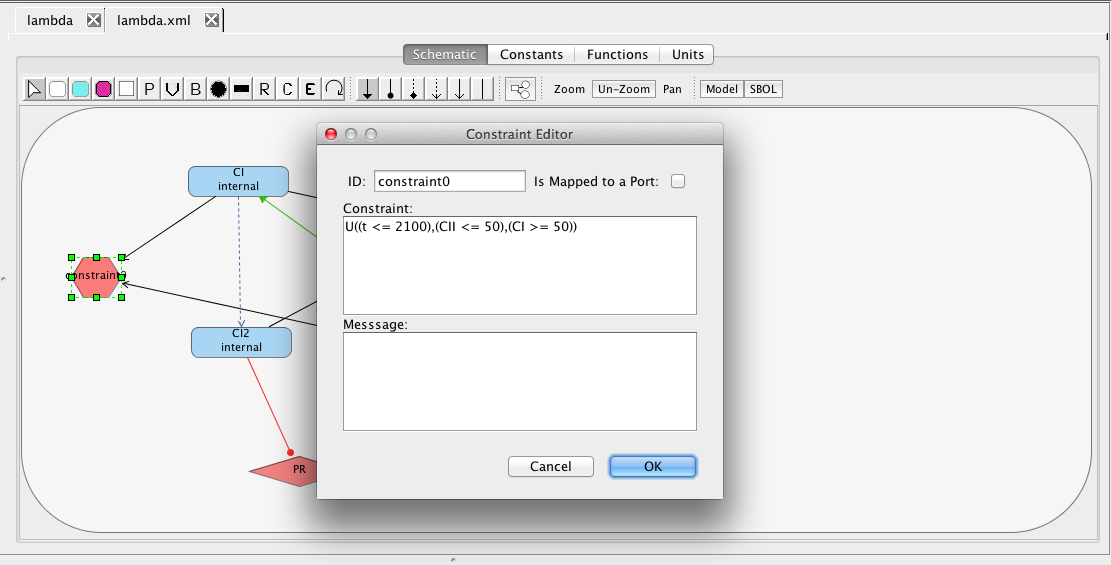 lambda lambda.xml
Schematic Constants Functions Units
P V B R C E Zoom Un-Zoom Pan Model SBOL
Constraint Editor
CI
internal
ID: constraint0 Is Mapped to a Port:
Constraint:
U((t <= 2100),(CII <= 50),(CI >= 50))
constraint0
Messsage:
CI2
internal
PR
Cancel OK